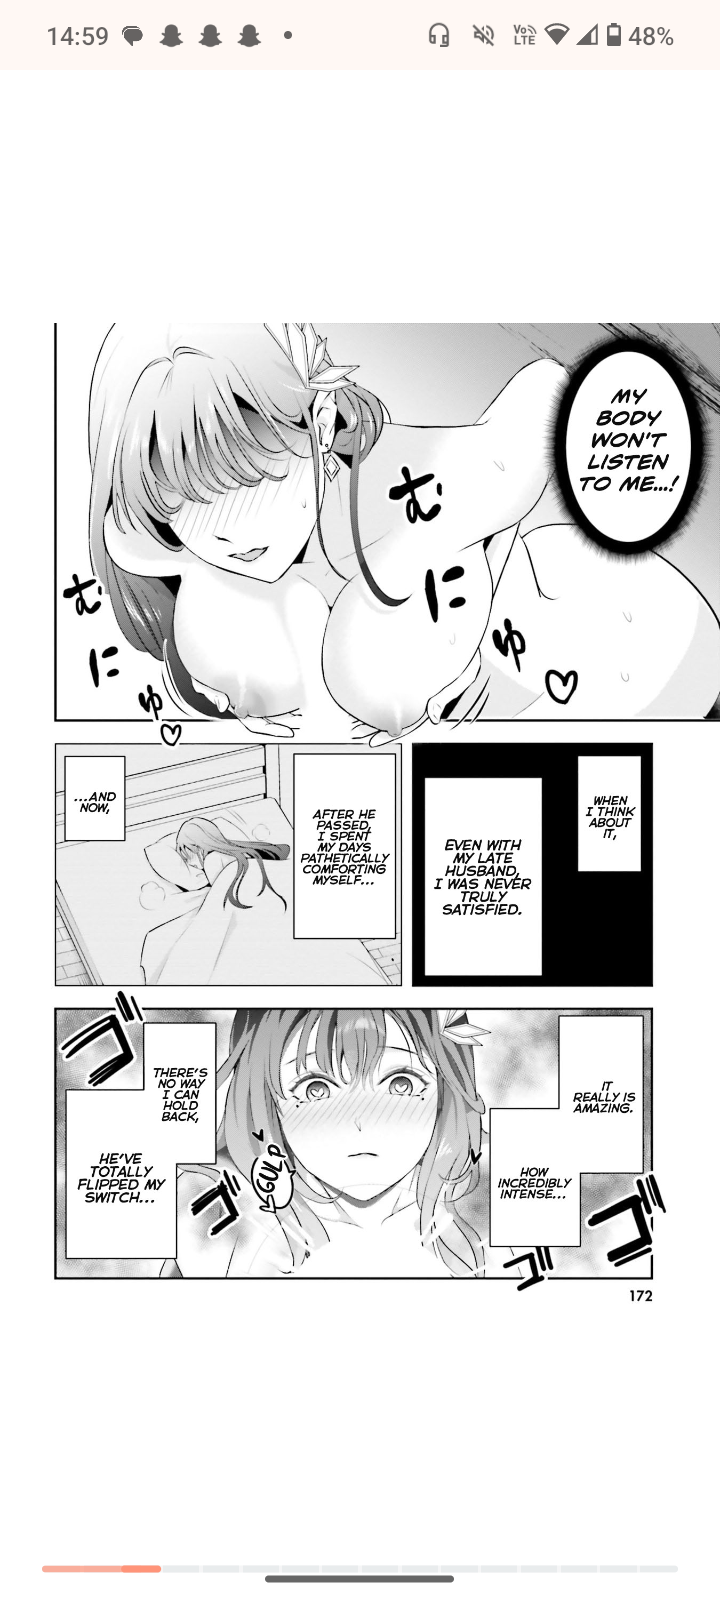 14:59
Vo
LTE
48%
MY
BODY
WON'T
LISTEN
TO ME...!
む
に
ゅ
む
に
ゅ
WHEN
I THINK
ABOUT
IT,
EVEN WITH
MY LATE
HUSBAND,
I WAS NEVER
TRULY
SATISFIED.
AFTER HE
PASSED,
I SPENT
MY DAYS
PATHETICALLY
COMFORTING
MYSELF...
...AND
NOW,
IT
REALLY IS
AMAZING.
HOW
INCREDIBLY
INTENSE...
GULP
THERE'S
NO WAY
I CAN
HOLD
BACK,
HE'VE
TOTALLY
FLIPPED MY
SWITCH...
ゴ
ゴ
ゴ
ゴ
172